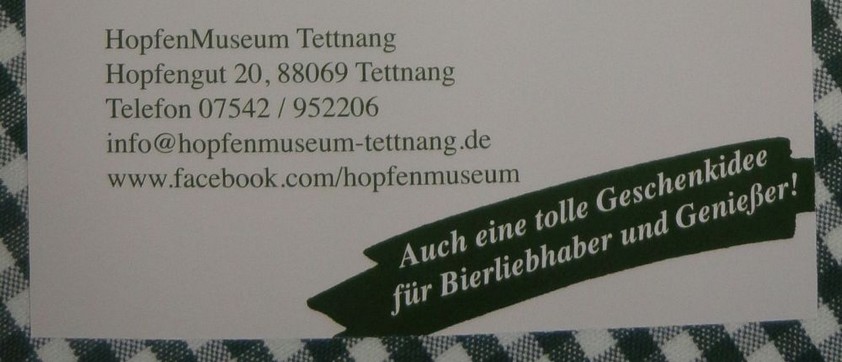 HopfenMuseum Tettnang
Hopfengut 20, 88069 Tettnang
Telefon 07542 / 952206
info@hopfenmuseum-tettnang.de
www.facebook.com/hopfenmuseum
Auch eine tolle Geschenkidee
für Bierliebhaber und Genießer!